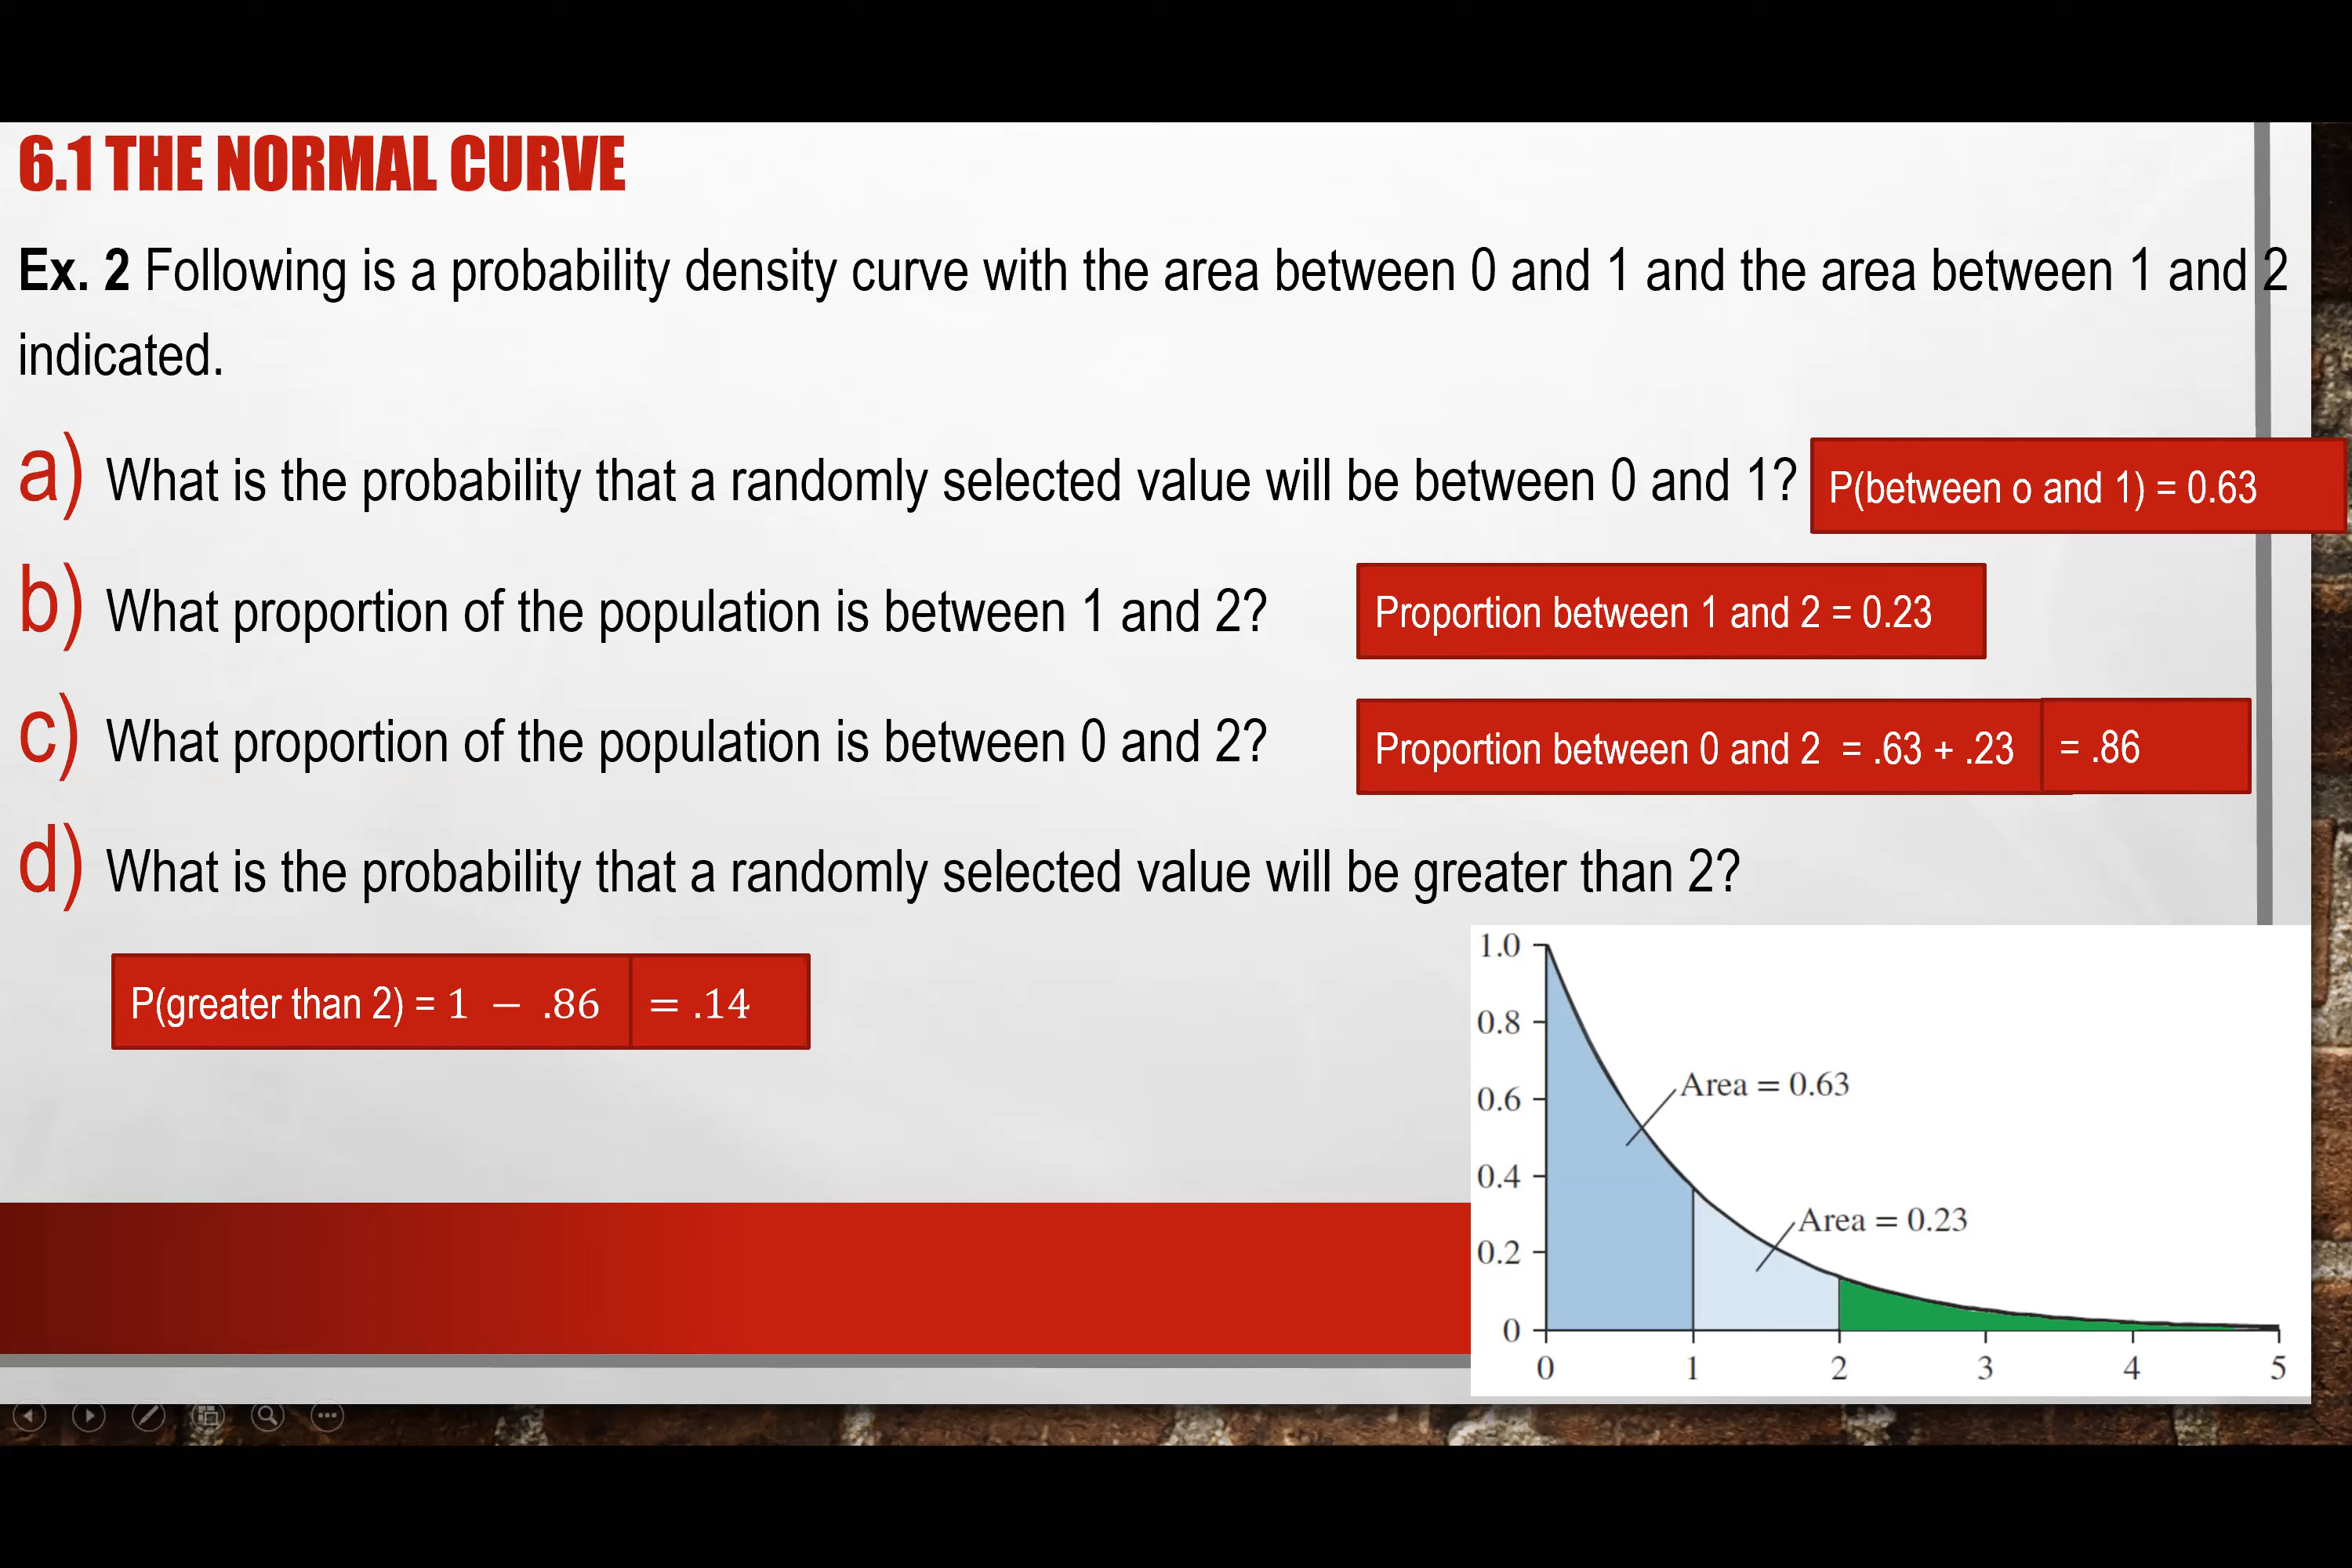 6.1 THE NORMAL CURVE
Ex. 2 Following is a probability density curve with the area between 0 and 1 and the area between 1 and 2
indicated.
a) What is the probability that a randomly selected value will be between 0 and 1? P(between o and 1) = 0.63
b) What proportion of the population is between 1 and 2? Proportion between 1 and 2 = 0.23
c) What proportion of the population is between 0 and 2? Proportion between 0 and 2 = .63 + .23 = .86
d) What is the probability that a randomly selected value will be greater than 2?
P(greater than 2) = 1 − .86 = .14
1.0
0.8
Area = 0.63
0.6
0.4
Area = 0.23
0.2
0
0 1 2 3 4 5